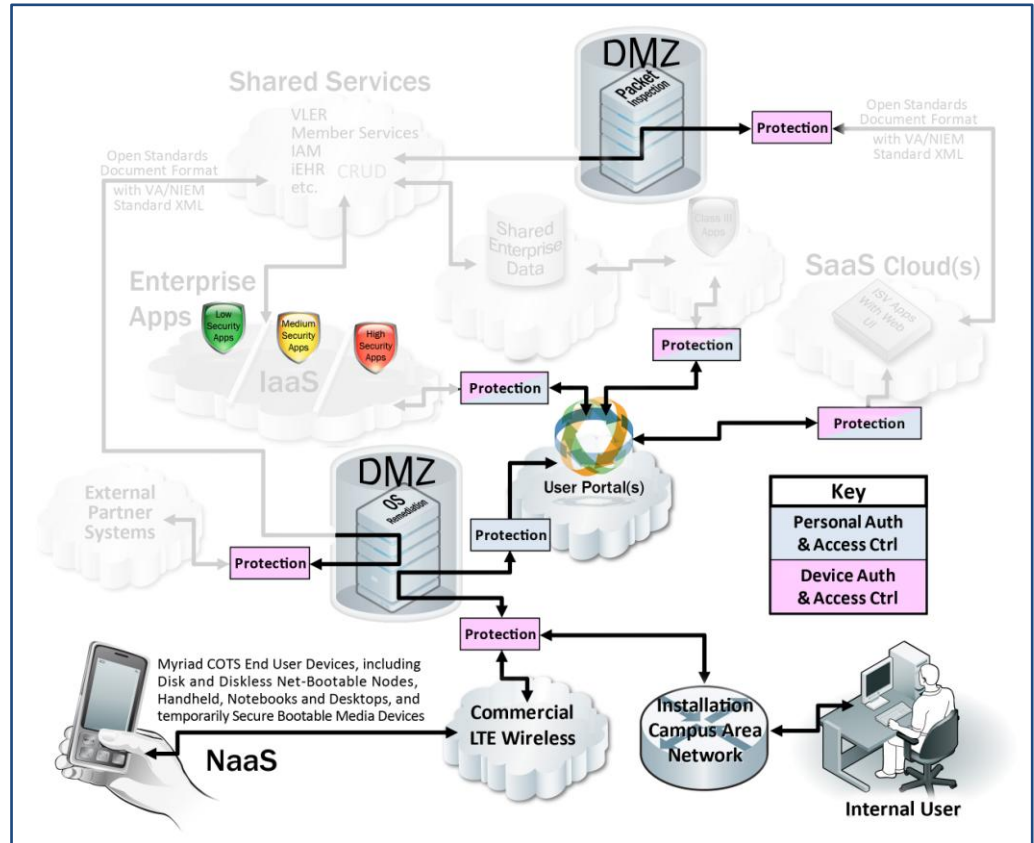 DMZ
Packet
Inspection
Shared Services
VLER
Member Services
IAM
iEHR
etc.
CRUD
Protection
Open Standards
Document Format
with VA/NIEM
Standard XML
Open Standards
Document Format
with VA/NIEM
Standard XML
Shared
Enterprise
Data
Class III
Apps
SaaS Cloud(s)
ISV Apps
With Web
UI
Enterprise
Apps
Low
Security
Apps
Medium
Security
Apps
High
Security
Apps
IaaS
Protection
Protection
Protection
User Portal(s)
DMZ
OS
Remediation
Protection
External
Partner
Systems
Protection
Key
Personal Auth
& Access Ctrl
Device Auth
& Access Ctrl
Protection
Myriad COTS End User Devices, including
Disk and Diskless Net-Bootable Nodes,
Handheld, Notebooks and Desktops, and
temporarily Secure Bootable Media Devices
NaaS
Commercial
LTE Wireless
Installation
Campus Area
Network
Internal User